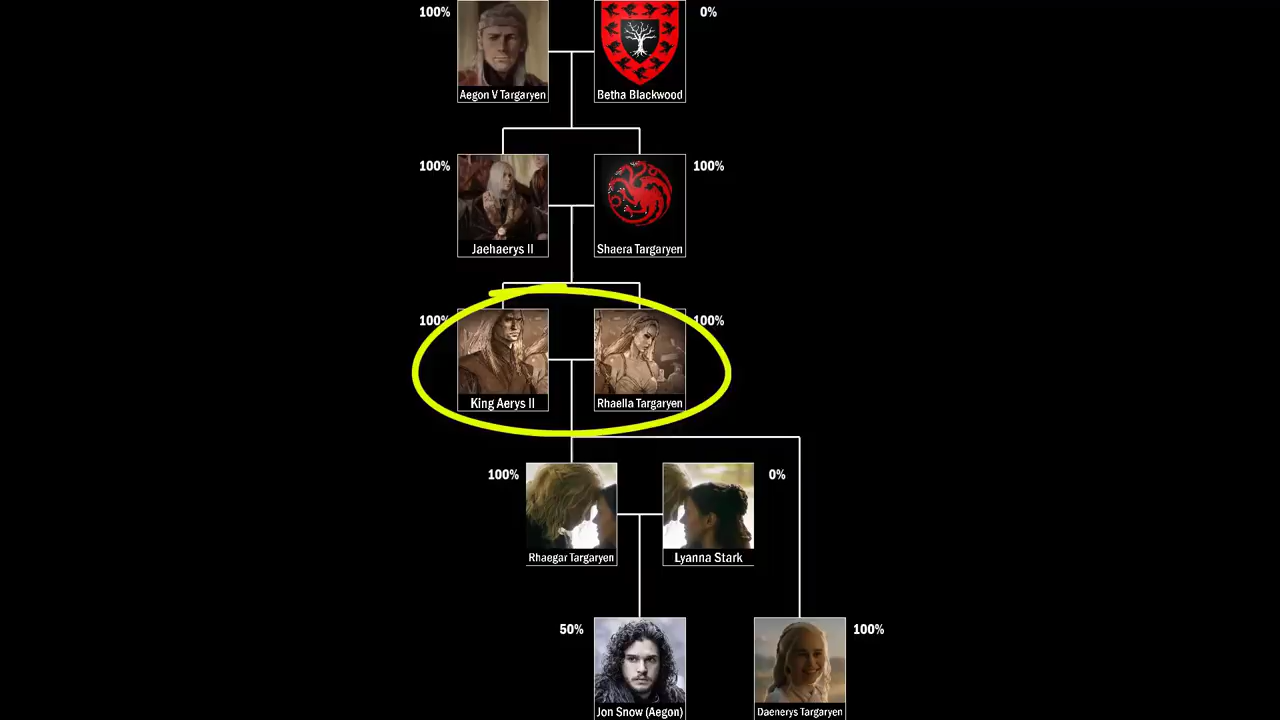 100%
0%
Aegon V Targaryen
Betha Blackwood
100%
100%
Jaehaerys II
Shaera Targaryen
100%
100%
King Aerys II
Rhaella Targaryen
100%
0%
Rhaegar Targaryen
Lyanna Stark
50%
100%
Jon Snow (Aegon)
Daenerys Targaryen